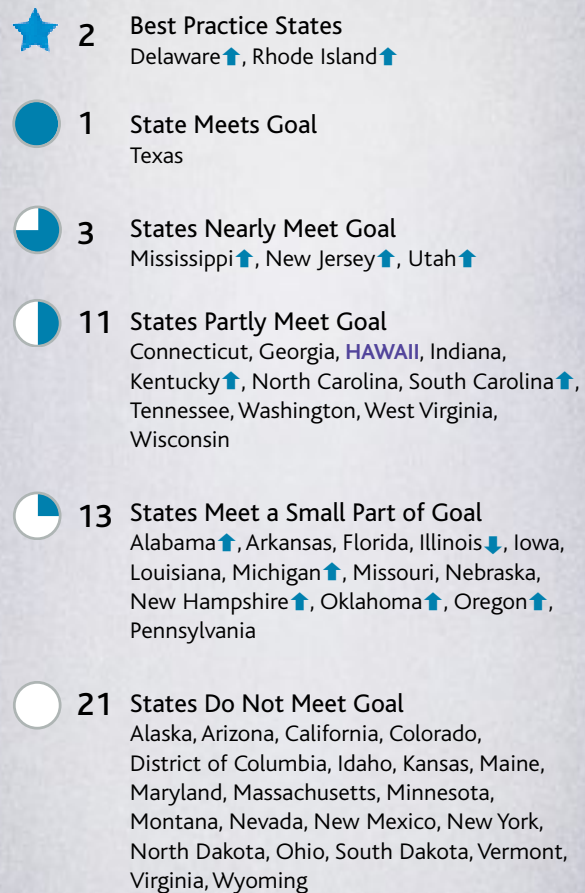 2 Best Practice States
Delaware⬆, Rhode Island⬆
1 State Meets Goal
Texas
3 States Nearly Meet Goal
Mississippi⬆, New Jersey⬆, Utah⬆
11 States Partly Meet Goal
Connecticut, Georgia, HAWAII, Indiana,
Kentucky⬆, North Carolina, South Carolina⬆,
Tennessee, Washington, West Virginia,
Wisconsin
13 States Meet a Small Part of Goal
Alabama⬆, Arkansas, Florida, Illinois⬇, Iowa,
Louisiana, Michigan⬆, Missouri, Nebraska,
New Hampshire⬆, Oklahoma⬆, Oregon⬆,
Pennsylvania
21 States Do Not Meet Goal
Alaska, Arizona, California, Colorado,
District of Columbia, Idaho, Kansas, Maine,
Maryland, Massachusetts, Minnesota,
Montana, Nevada, New Mexico, New York,
North Dakota, Ohio, South Dakota, Vermont,
Virginia, Wyoming